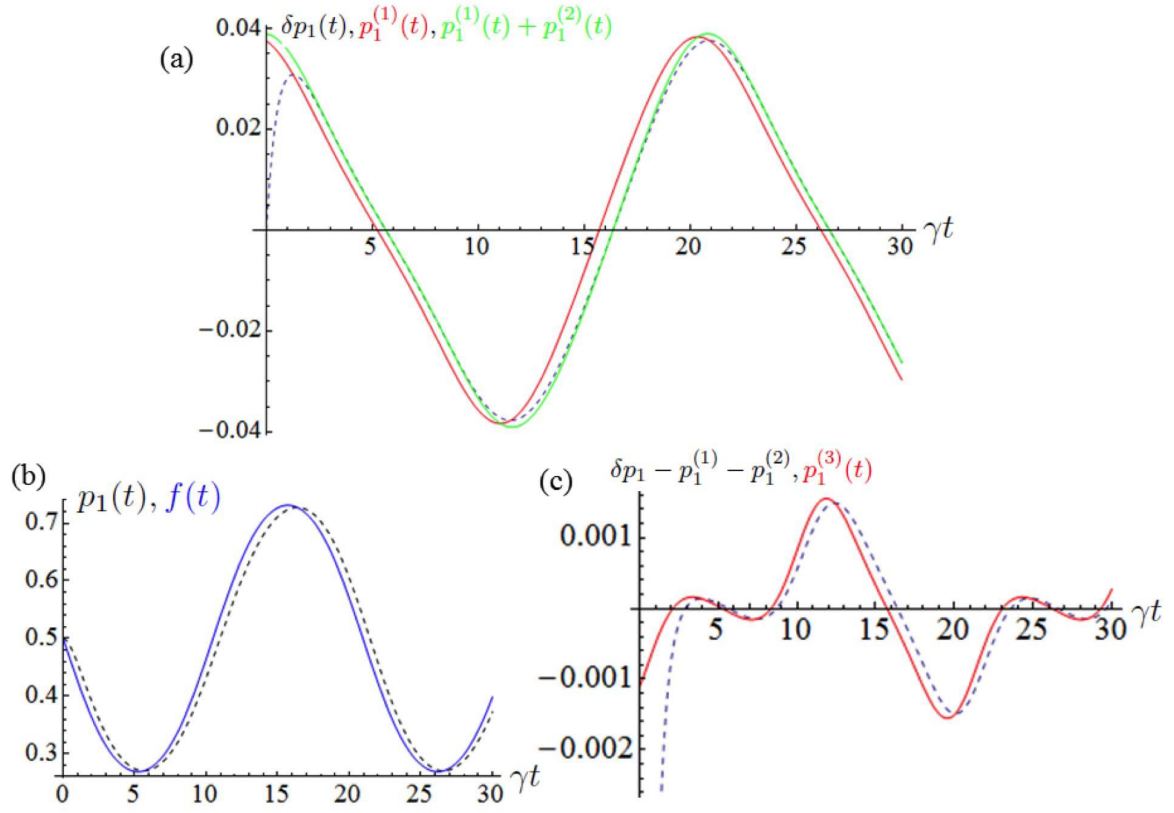 (a)
δp₁(t), p₁⁽¹⁾(t), p₁⁽¹⁾(t) + p₁⁽²⁾(t)
0.04
0.02
−0.02
−0.04
5 10 15 20 25 30 γt
(b)
p₁(t), f(t)
0.7
0.6
0.5
0.4
0.3
0 5 10 15 20 25 30 γt
(c)
δp₁ − p₁⁽¹⁾ − p₁⁽²⁾, p₁⁽³⁾(t)
0.001
−0.001
−0.002
5 10 15 20 25 30 γt